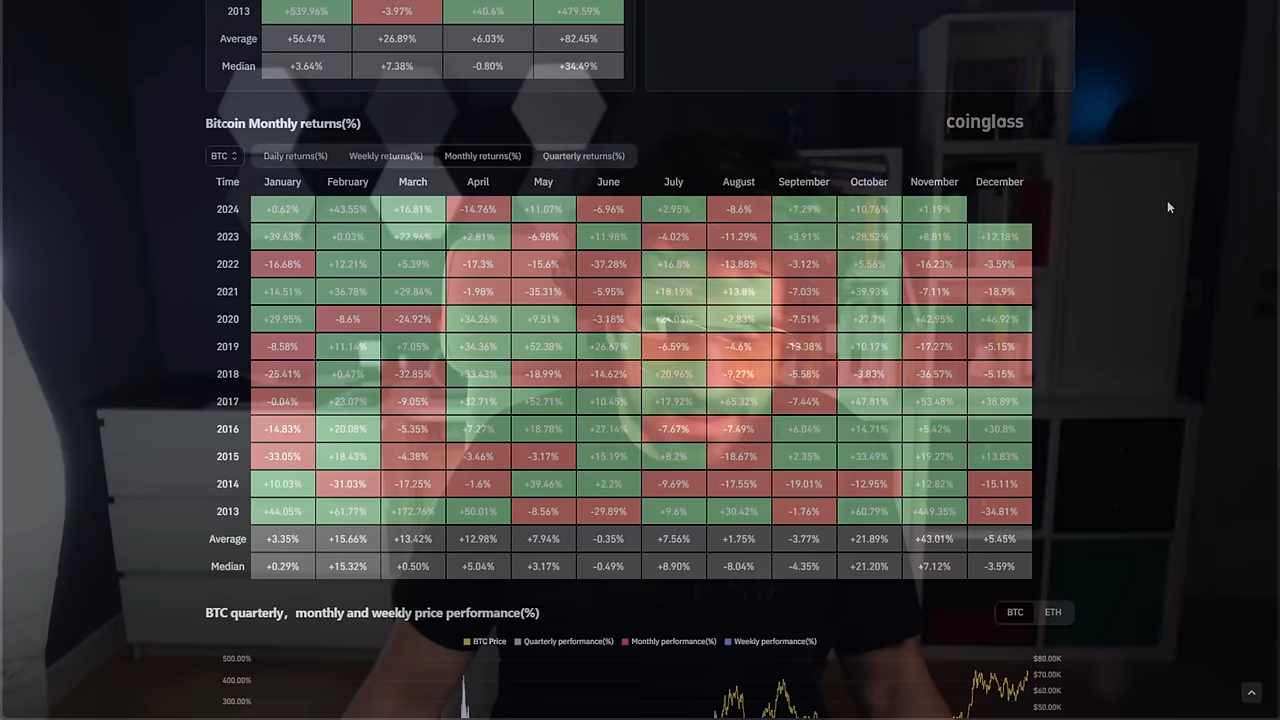 2013 +539.96% -3.97% +40.6% +479.59%
Average +56.47% +26.89% +6.03% +82.45%
Median +3.64% +7.38% -0.80% +34.49%
Bitcoin Monthly returns(%)
coinglass
BTC Daily returns(%) Weekly returns(%) Monthly returns(%) Quarterly returns(%)
Time January February March April May June July August September October November December
2024 +0.62% +43.55% +16.81% -14.76% +11.07% -6.96% +2.95% -8.6% +7.29% +10.76% +1.19%
2023 +39.63% +0.03% +22.96% +2.81% -6.98% +11.98% -4.02% -11.29% +3.91% +28.52% +8.81% +12.18%
2022 -16.68% +12.21% +5.39% -17.3% -15.6% -37.28% +16.8% -13.88% -3.12% +5.56% -16.23% -3.59%
2021 +14.51% +36.78% +29.84% -1.98% -35.31% -5.95% +18.19% +13.8% -7.03% +39.93% -7.11% -18.9%
2020 +29.95% -8.6% -24.92% +34.26% +9.51% -3.18% +24.03% +2.83% -7.51% +27.7% +42.95% +46.92%
2019 -8.58% +11.14% +7.05% +34.36% +52.38% +26.67% -6.59% -4.6% -13.38% +10.17% -17.27% -5.15%
2018 -25.41% +0.47% -32.85% +33.43% -18.99% -14.62% +20.96% -9.27% -5.58% -3.83% -36.57% -5.15%
2017 -0.04% +23.07% -9.05% +32.71% +52.71% +10.45% +17.92% +65.32% -7.44% +47.81% +53.48% +38.89%
2016 -14.83% +20.08% -5.35% +7.27% +18.78% +27.14% -7.67% -7.49% +6.04% +14.71% +5.42% +30.8%
2015 -33.05% +18.43% -4.38% -3.46% -3.17% +15.19% +8.2% -18.67% +2.35% +33.49% +19.27% +13.83%
2014 +10.03% -31.03% -17.25% -1.6% +39.46% +2.2% -9.69% -17.55% -19.01% -12.95% +12.82% -15.11%
2013 +44.05% +61.77% +172.76% +50.01% -8.56% -29.89% +9.6% +30.42% -1.76% +60.79% +449.35% -34.81%
Average +3.35% +15.66% +13.42% +12.98% +7.94% -0.35% +7.56% +1.75% -3.77% +21.89% +43.01% +5.45%
Median +0.29% +15.32% +0.50% +5.04% +3.17% -0.49% +8.90% -8.04% -4.35% +21.20% +7.12% -3.59%
BTC quarterly, monthly and weekly price performance(%)
BTC ETH
BTC Price Quarterly performance(%) Monthly performance(%) Weekly performance(%)
500.00% $80.00K
400.00% $70.00K
$60.00K
300.00% $50.00K